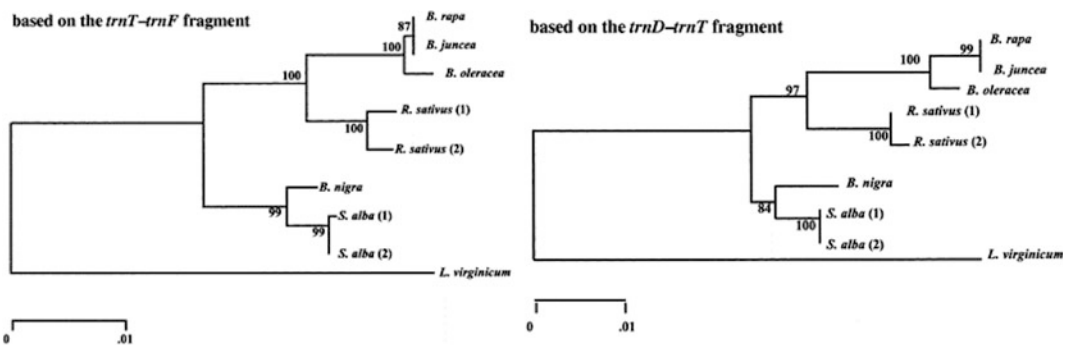 based on the trnT–trnF fragment
87
B. rapa
B. juncea
100
B. oleracea
100
R. sativus (1)
100
R. sativus (2)
B. nigra
99
S. alba (1)
99
S. alba (2)
L. virginicum
0
.01
based on the trnD–trnT fragment
B. rapa
99
100
B. juncea
B. oleracea
97
R. sativus (1)
100
R. sativus (2)
B. nigra
84
S. alba (1)
100
S. alba (2)
L. virginicum
0
.01